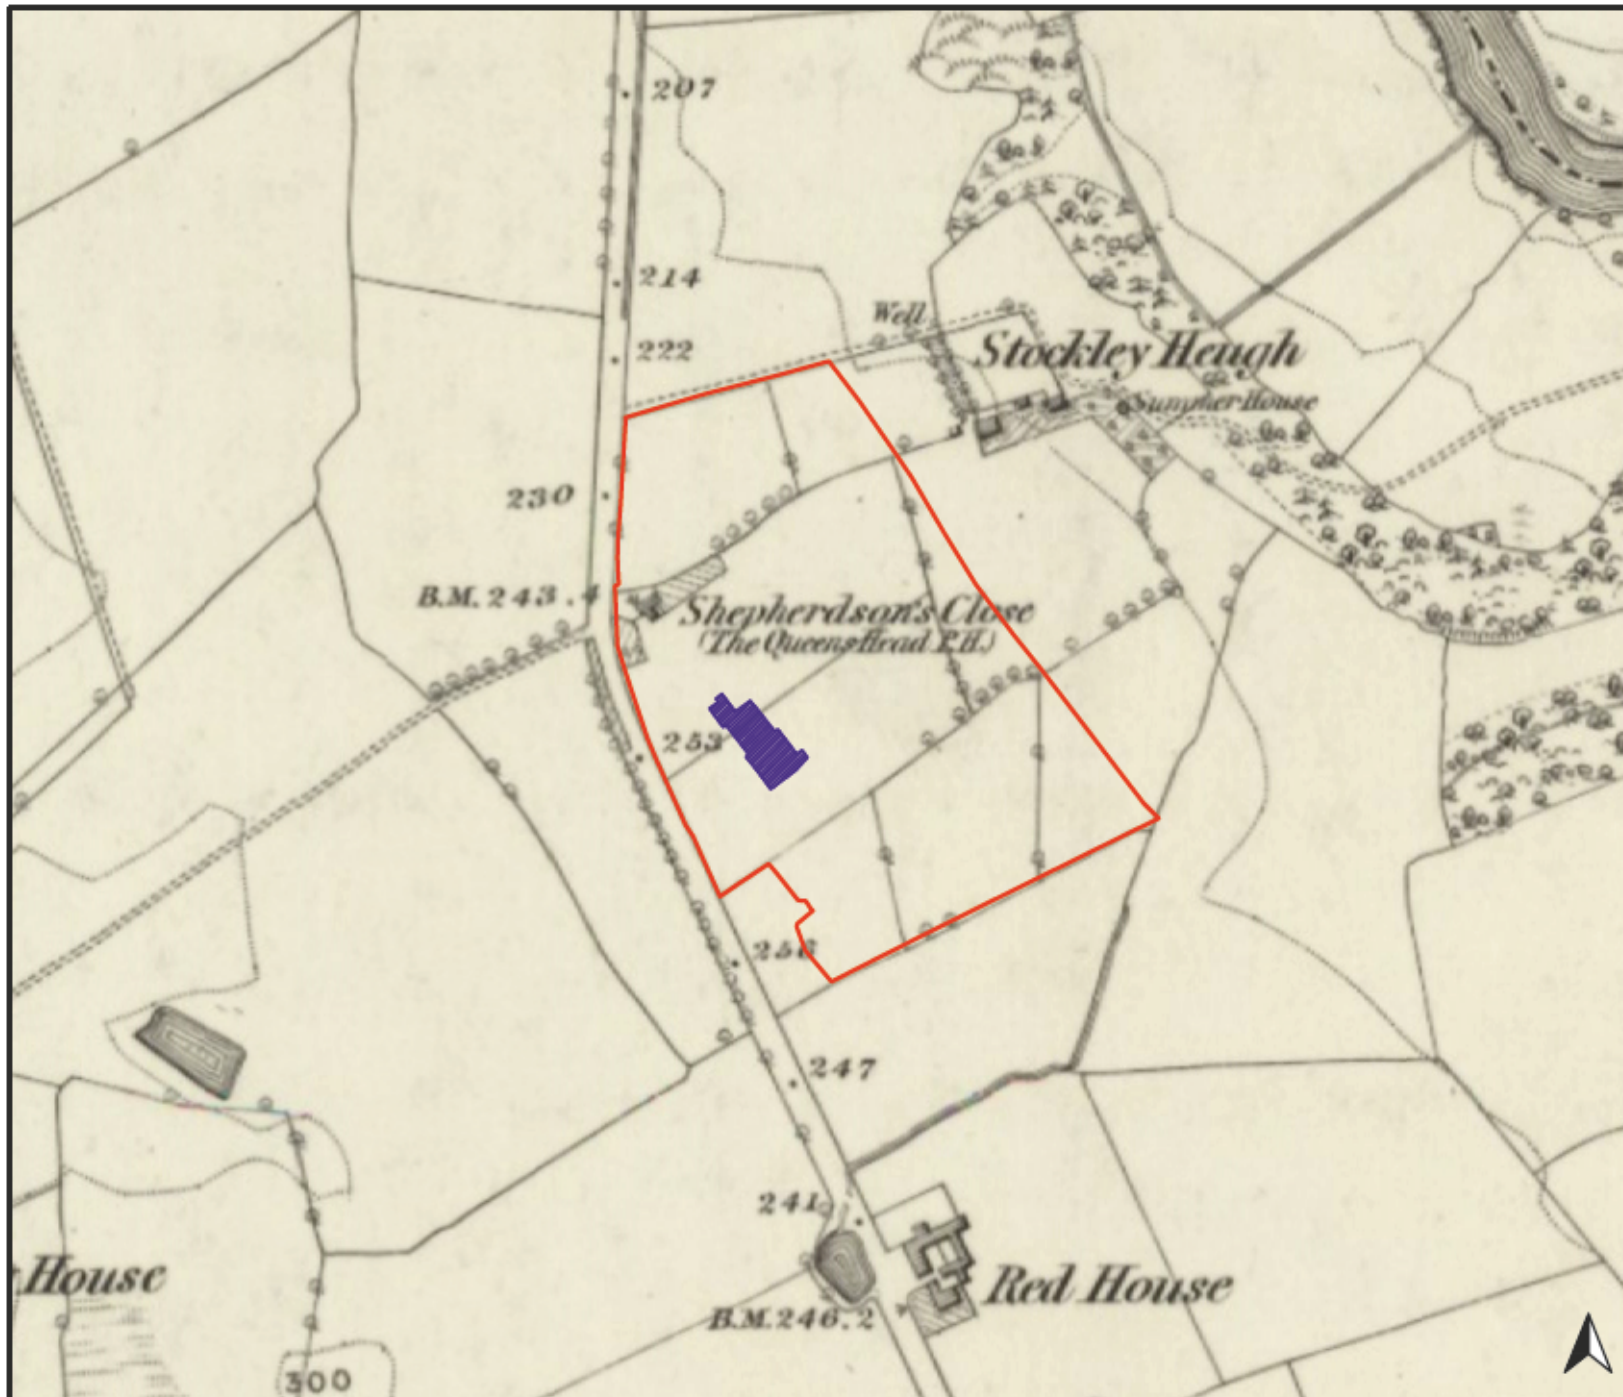 207
214
222
Well
Stockley Heugh
Summer House
230
B.M. 243.4
Shepherdson's Close
(The Queens Head P.H.)
253
256
247
241
House
Red House
B.M. 246.2
300